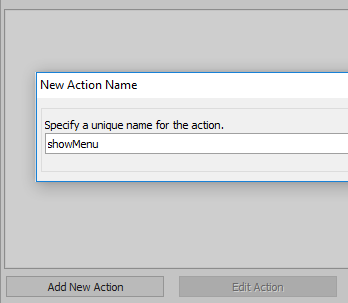 New Action Name
Specify a unique name for the action.
showMenu
Add New Action
Edit Action